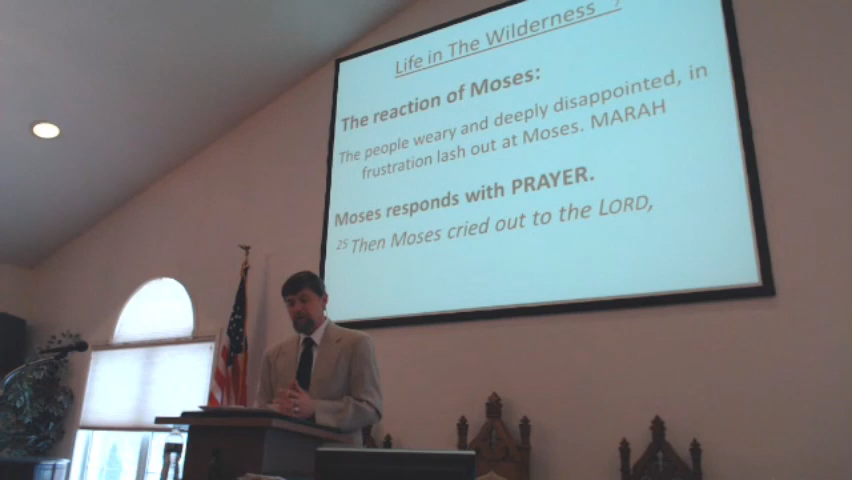 Life in The Wilderness
The reaction of Moses:
The people weary and deeply disappointed, in
frustration lash out at Moses. MARAH
Moses responds with PRAYER.
25 Then Moses cried out to the LORD,